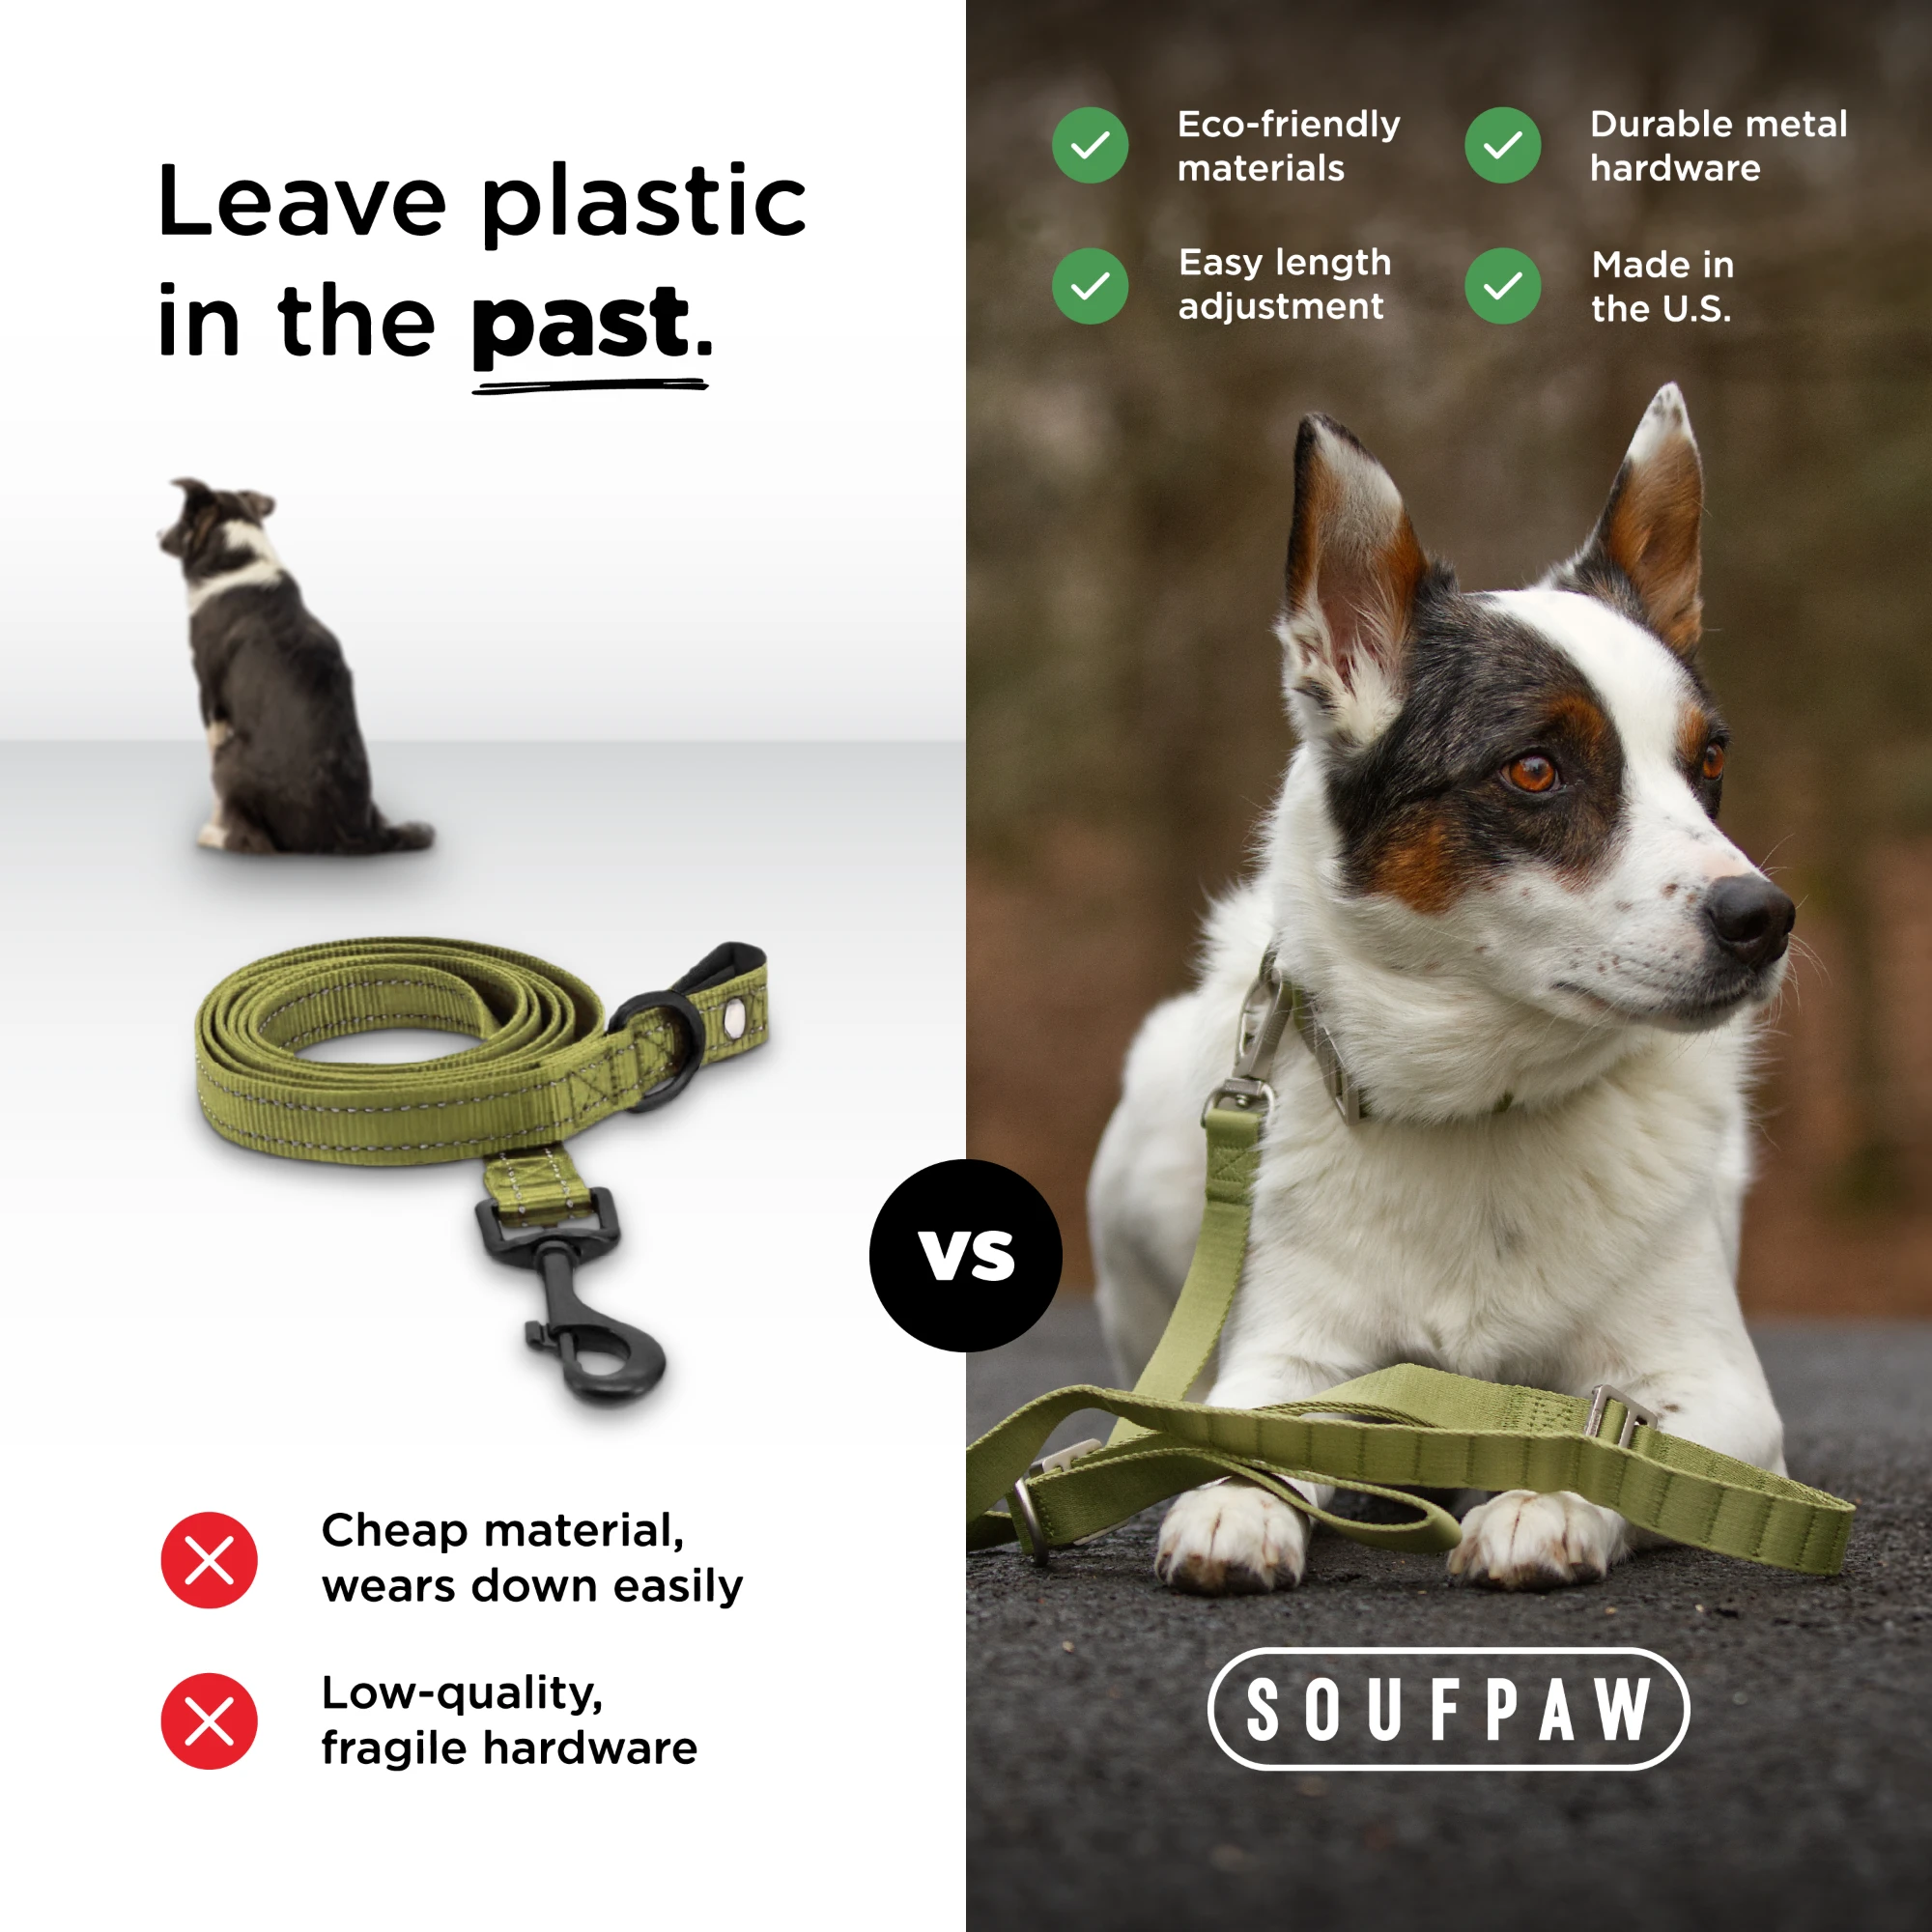 Leave plastic
in the past.
Eco-friendly
materials
Durable metal
hardware
Easy length
adjustment
Made in
the U.S.
VS
Cheap material,
wears down easily
Low-quality,
fragile hardware
SOUFPAW